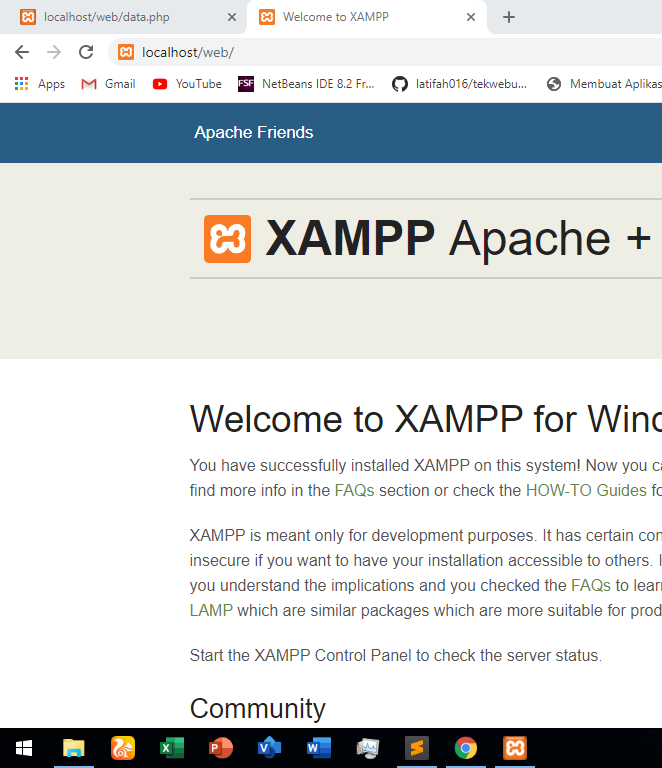 localhost/web/data.php
Welcome to XAMPP
localhost/web/
Apps
Gmail
YouTube
FSF
NetBeans IDE 8.2 Fr...
latifah016/tekwebu...
Membuat Aplikas
Apache Friends
XAMPP Apache +
Welcome to XAMPP for Wind
You have successfully installed XAMPP on this system! Now you ca
find more info in the FAQs section or check the HOW-TO Guides fo
XAMPP is meant only for development purposes. It has certain con
insecure if you want to have your installation accessible to others. I
you understand the implications and you checked the FAQs to lear
LAMP which are similar packages which are more suitable for prod
Start the XAMPP Control Panel to check the server status.
Community